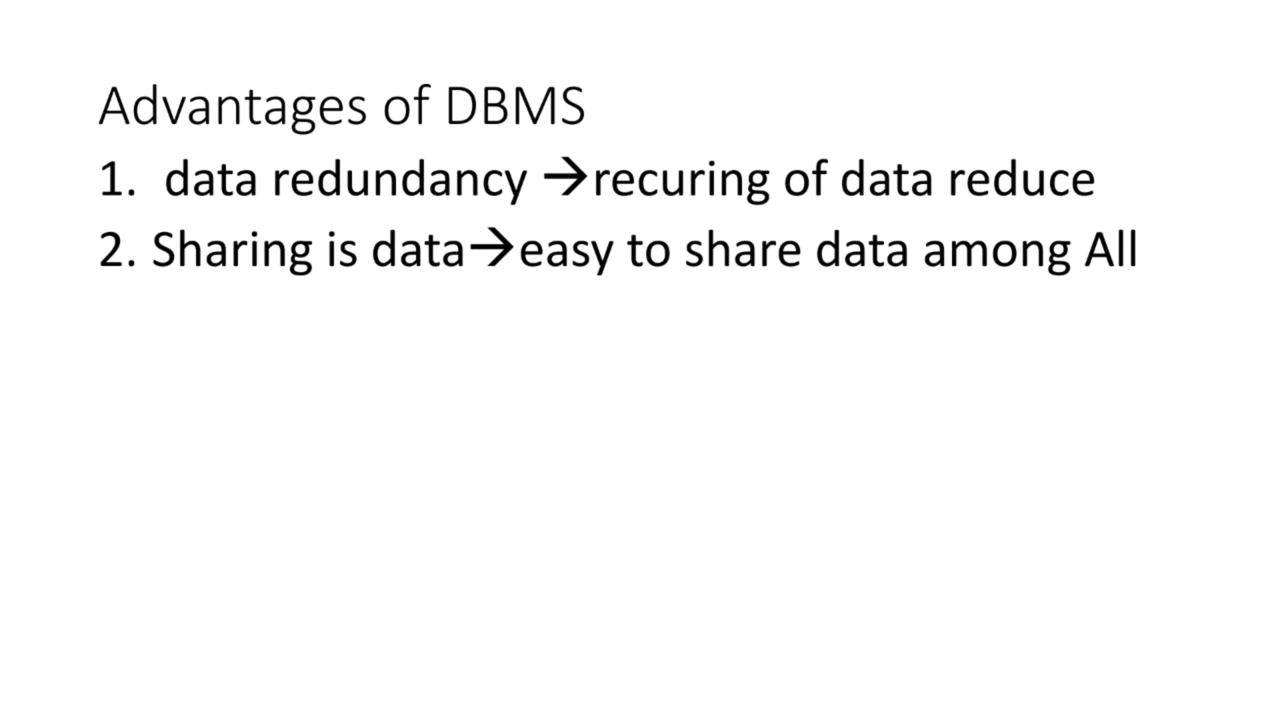 Advantages of DBMS
1. data redundancy →recuring of data reduce
2. Sharing is data→easy to share data among All